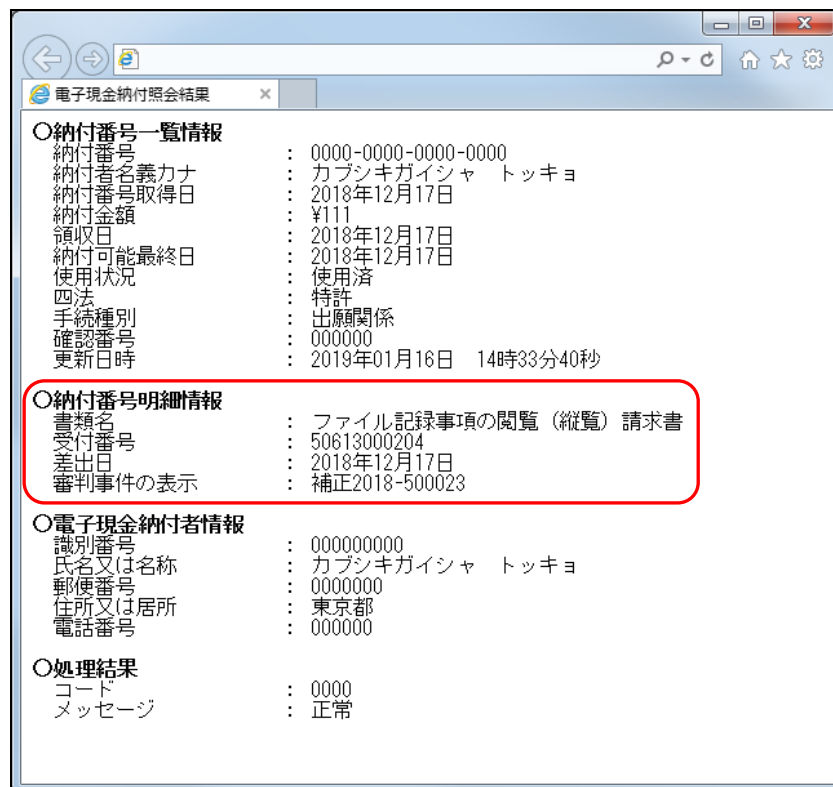 電子現金納付照会結果
○納付番号一覧情報
納付番号 : 0000-0000-0000-0000
納付者名義カナ : カブシキガイシャ トッキョ
納付番号取得日 : 2018年12月17日
納付金額 : ¥111
領収日 : 2018年12月17日
納付可能最終日 : 2018年12月17日
使用状況 : 使用済
四法 : 特許
手続種別 : 出願関係
確認番号 : 000000
更新日時 : 2019年01月16日 14時33分40秒
○納付番号明細情報
書類名 : ファイル記録事項の閲覧（縦覧）請求書
受付番号 : 50613000204
差出日 : 2018年12月17日
審判事件の表示 : 補正2018-500023
○電子現金納付者情報
識別番号 : 000000000
氏名又は名称 : カブシキガイシャ トッキョ
郵便番号 : 0000000
住所又は居所 : 東京都
電話番号 : 000000
○処理結果
コード : 0000
メッセージ : 正常